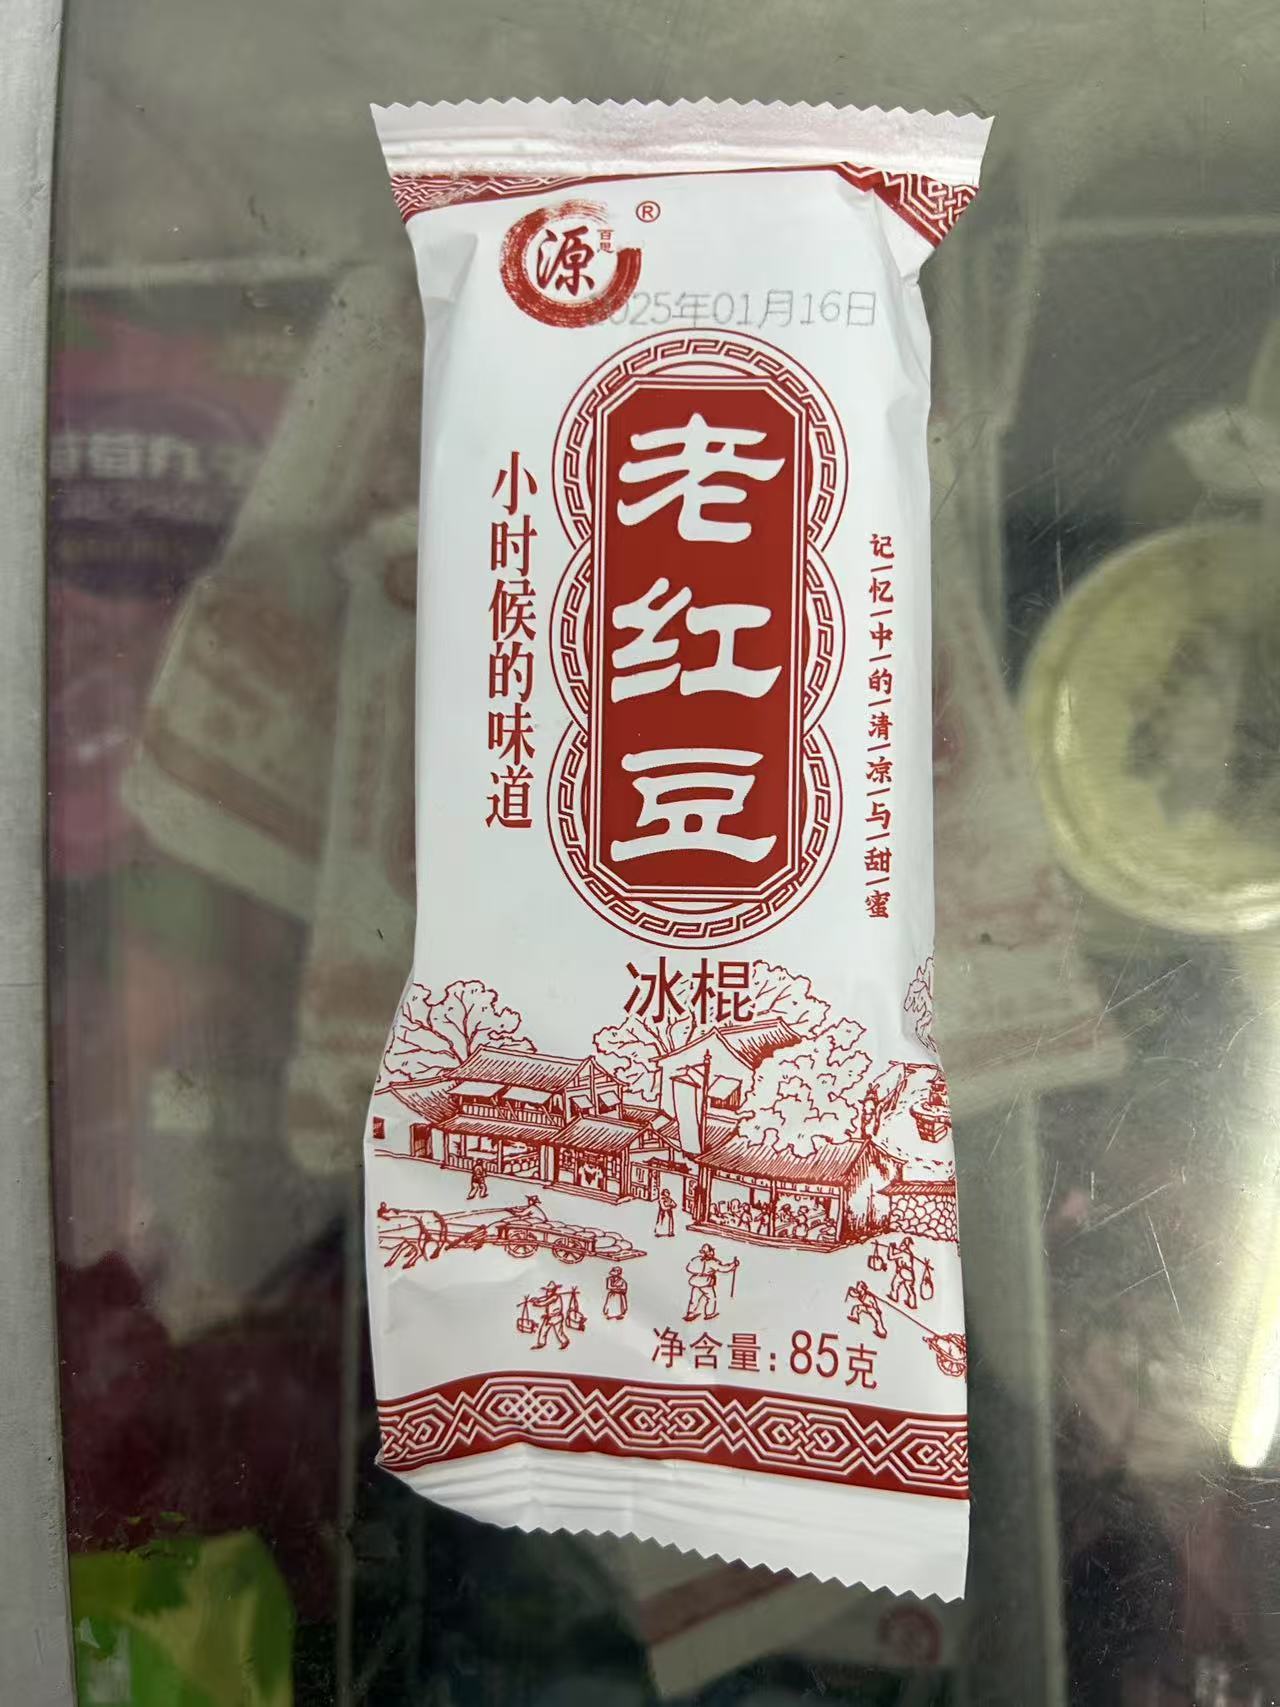 源
百思
®
2025年01月16日
老红豆
小时候的味道
记忆中的清凉与甜蜜
冰棍
净含量：85克